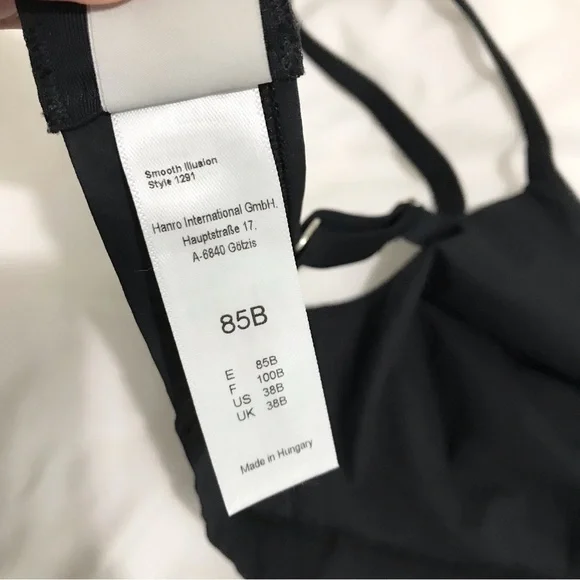 Smooth Illusion
Style 1291
Hanro International GmbH.
Hauptstraße 17.
A-6840 Götzis
85B
E 85B
F 100B
US 38B
UK 38B
Made in Hungary